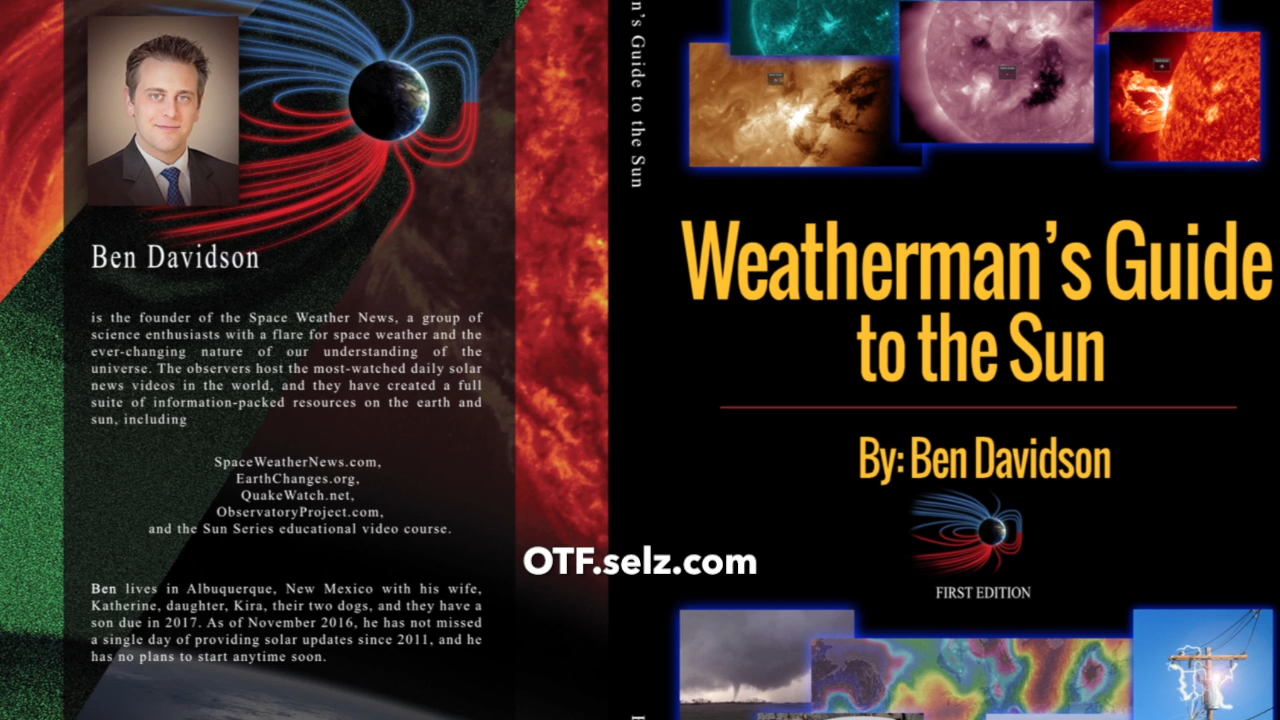 Ben Davidson
is the founder of the Space Weather News, a group of
science enthusiasts with a flare for space weather and the
ever-changing nature of our understanding of the
universe. The observers host the most-watched daily solar
news videos in the world, and they have created a full
suite of information-packed resources on the earth and
sun, including
SpaceWeatherNews.com,
EarthChanges.org,
QuakeWatch.net,
ObservatoryProject.com,
and the Sun Series educational video course.
Ben lives in Albuquerque, New Mexico with his wife,
Katherine, daughter, Kira, their two dogs, and they have a
son due in 2017. As of November 2016, he has not missed
a single day of providing solar updates since 2011, and he
has no plans to start anytime soon.
OTF.selz.com
n's Guide to the Sun
Weatherman's Guide
to the Sun
By: Ben Davidson
FIRST EDITION